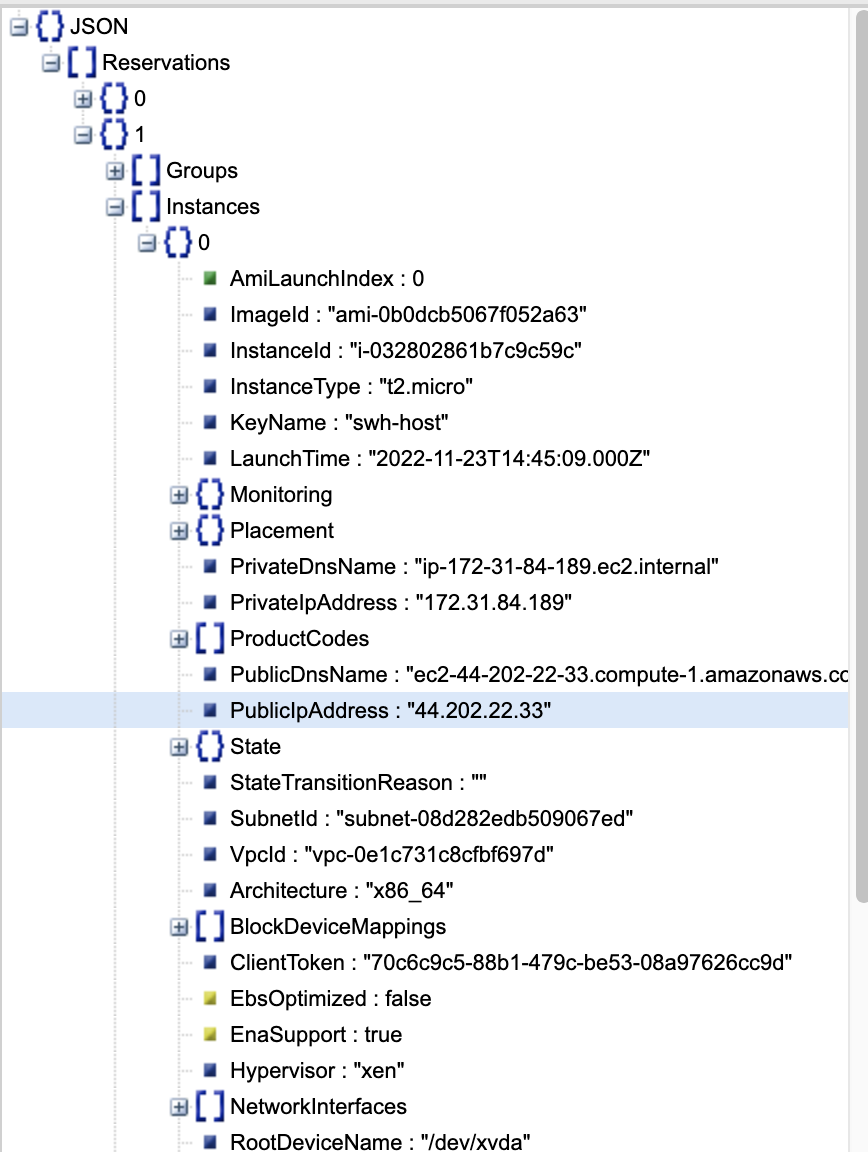 JSON
Reservations
0
1
Groups
Instances
0
AmiLaunchIndex : 0
ImageId : "ami-0b0dcb5067f052a63"
InstanceId : "i-032802861b7c9c59c"
InstanceType : "t2.micro"
KeyName : "swh-host"
LaunchTime : "2022-11-23T14:45:09.000Z"
Monitoring
Placement
PrivateDnsName : "ip-172-31-84-189.ec2.internal"
PrivateIpAddress : "172.31.84.189"
ProductCodes
PublicDnsName : "ec2-44-202-22-33.compute-1.amazonaws.co
PublicIpAddress : "44.202.22.33"
State
StateTransitionReason : ""
SubnetId : "subnet-08d282edb509067ed"
VpcId : "vpc-0e1c731c8cfbf697d"
Architecture : "x86_64"
BlockDeviceMappings
ClientToken : "70c6c9c5-88b1-479c-be53-08a97626cc9d"
EbsOptimized : false
EnaSupport : true
Hypervisor : "xen"
NetworkInterfaces
RootDeviceName : "/dev/xvda"